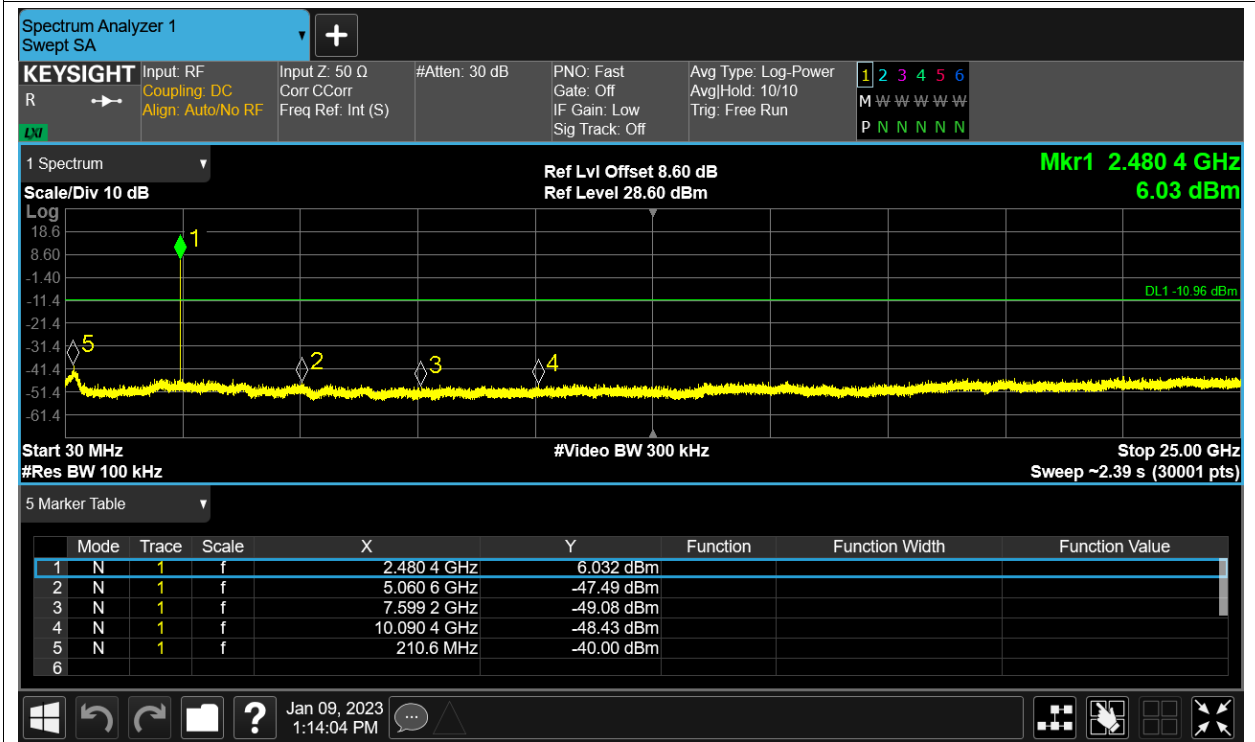 Spectrum Analyzer 1
Swept SA
+
KEYSIGHT Input: RF Input Z: 50 Ω #Atten: 30 dB PNO: Fast Avg Type: Log-Power 1 2 3 4 5 6
R Coupling: DC Corr CCorr Gate: Off Avg|Hold: 10/10 M W W W W W
Align: Auto/No RF Freq Ref: Int (S) IF Gain: Low Trig: Free Run
LXI Sig Track: Off P N N N N N
1 Spectrum Ref Lvl Offset 8.60 dB Mkr1 2.480 4 GHz
Scale/Div 10 dB Ref Level 28.60 dBm 6.03 dBm
Log
18.6
8.60
-1.40
-11.4
-21.4
-31.4
-41.4
-51.4
-61.4
1
DL1 -10.96 dBm
5
2
3
4
Start 30 MHz #Video BW 300 kHz Stop 25.00 GHz
#Res BW 100 kHz Sweep ~2.39 s (30001 pts)
5 Marker Table
Mode Trace Scale X Y Function Function Width Function Value
1 N 1 f 2.480 4 GHz 6.032 dBm
2 N 1 f 5.060 6 GHz -47.49 dBm
3 N 1 f 7.599 2 GHz -49.08 dBm
4 N 1 f 10.090 4 GHz -48.43 dBm
5 N 1 f 210.6 MHz -40.00 dBm
6
? Jan 09, 2023
1:14:04 PM